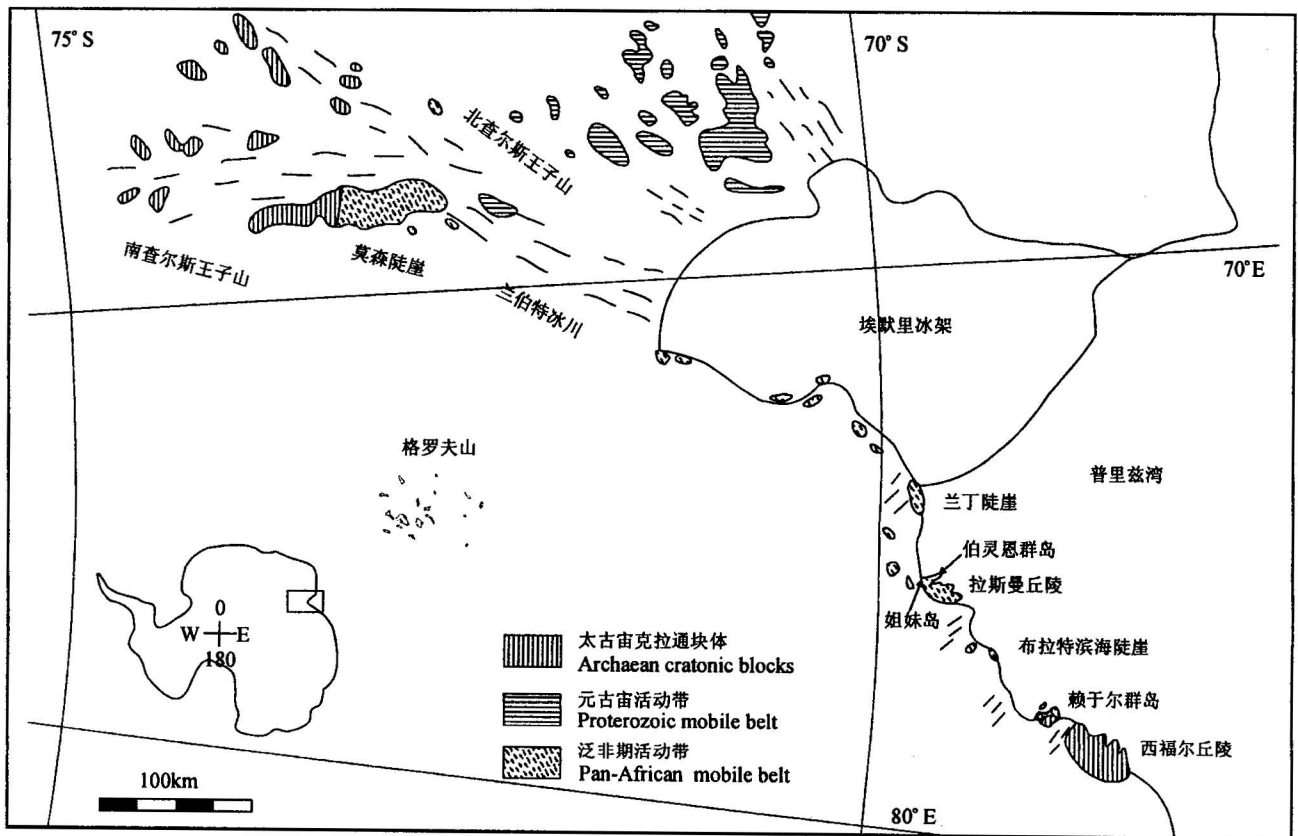 75° S
70° S
北查尔斯王子山
南查尔斯王子山
莫森陡崖
70°E
兰伯特冰川
埃默里冰架
格罗夫山
普里兹湾
兰丁陡崖
伯灵恩群岛
拉斯曼丘陵
姐妹岛
布拉特滨海陡崖
赖于尔群岛
西福尔丘陵
0
W E
180
太古宙克拉通块体
Archaean cratonic blocks
元古宙活动带
Proterozoic mobile belt
泛非期活动带
Pan-African mobile belt
100km
80° E